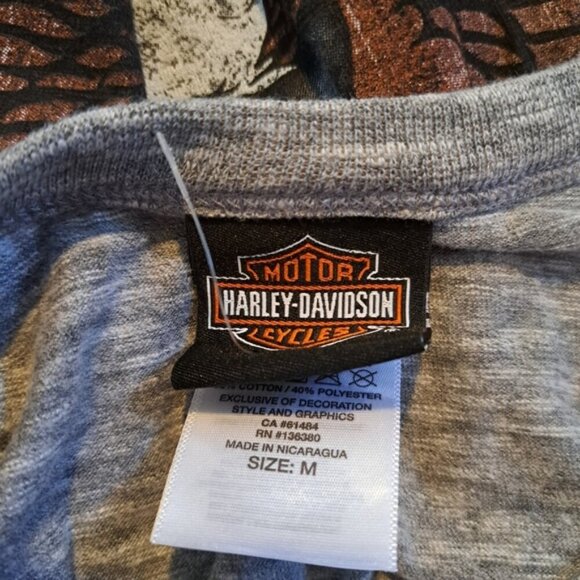 MOTOR
HARLEY-DAVIDSON
CYCLES
COTTON / 40% POLYESTER
EXCLUSIVE OF DECORATION
STYLE AND GRAPHICS
CA #61484
RN #136380
MADE IN NICARAGUA
SIZE: M